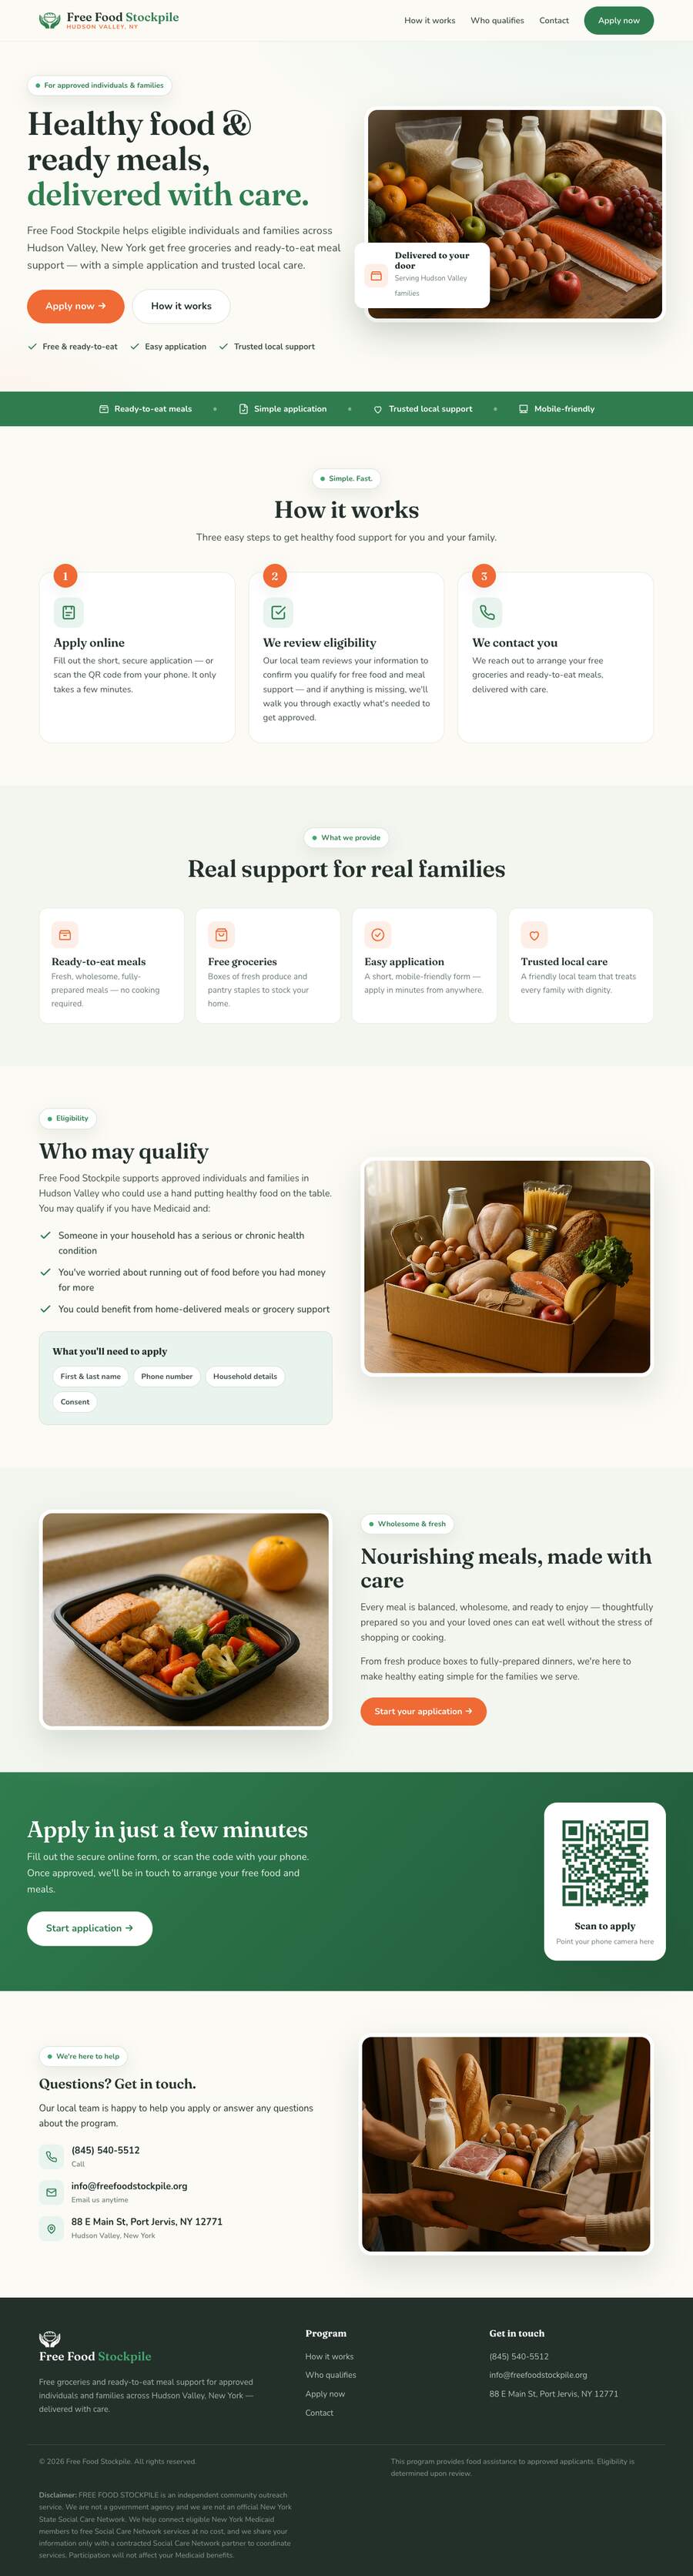 Free Food Stockpile
HUDSON VALLEY, NY
How it works
Who qualifies
Contact
Apply now
For approved individuals & families
Healthy food &
ready meals,
delivered with care.
Free Food Stockpile helps eligible individuals and families across
Hudson Valley, New York get free groceries and ready-to-eat meal
support — with a simple application and trusted local care.
Apply now →
How it works
Free & ready-to-eat
Easy application
Trusted local support
Delivered to your
door
Serving Hudson Valley
families
Ready-to-eat meals
Simple application
Trusted local support
Mobile-friendly
Simple. Fast.
How it works
Three easy steps to get healthy food support for you and your family.
1
Apply online
Fill out the short, secure application — or
scan the QR code from your phone. It only
takes a few minutes.
2
We review eligibility
Our local team reviews your information to
confirm you qualify for free food and meal
support — and if anything is missing, we'll
walk you through exactly what's needed to
get approved.
3
We contact you
We reach out to arrange your free
groceries and ready-to-eat meals,
delivered with care.
What we provide
Real support for real families
Ready-to-eat meals
Fresh, wholesome, fully-
prepared meals — no cooking
required.
Free groceries
Boxes of fresh produce and
pantry staples to stock your
home.
Easy application
A short, mobile-friendly form —
apply in minutes from anywhere.
Trusted local care
A friendly local team that treats
every family with dignity.
Eligibility
Who may qualify
Free Food Stockpile supports approved individuals and families in
Hudson Valley who could use a hand putting healthy food on the table.
You may qualify if you have Medicaid and:
Someone in your household has a serious or chronic health
condition
You've worried about running out of food before you had money
for more
You could benefit from home-delivered meals or grocery support
What you'll need to apply
First & last name
Phone number
Household details
Consent
Wholesome & fresh
Nourishing meals, made with
care
Every meal is balanced, wholesome, and ready to enjoy — thoughtfully
prepared so you and your loved ones can eat well without the stress of
shopping or cooking.
From fresh produce boxes to fully-prepared dinners, we're here to
make healthy eating simple for the families we serve.
Start your application →
Apply in just a few minutes
Fill out the secure online form, or scan the code with your phone.
Once approved, we'll be in touch to arrange your free food and
meals.
Start application →
Scan to apply
Point your phone camera here
We're here to help
Questions? Get in touch.
Our local team is happy to help you apply or answer any questions
about the program.
(845) 540-5512
Call
info@freefoodstockpile.org
Email us anytime
88 E Main St, Port Jervis, NY 12771
Hudson Valley, New York
Free Food Stockpile
Free groceries and ready-to-eat meal support for approved
individuals and families across Hudson Valley, New York —
delivered with care.
Program
How it works
Who qualifies
Apply now
Contact
Get in touch
(845) 540-5512
info@freefoodstockpile.org
88 E Main St, Port Jervis, NY 12771
© 2026 Free Food Stockpile. All rights reserved.
This program provides food assistance to approved applicants. Eligibility is
determined upon review.
Disclaimer: FREE FOOD STOCKPILE is an independent community outreach
service. We are not a government agency and we are not an official New York
State Social Care Network. We help connect eligible New York Medicaid
members to free Social Care Network services at no cost, and we share your
information only with a contracted Social Care Network partner to coordinate
services. Participation will not affect your Medicaid benefits.